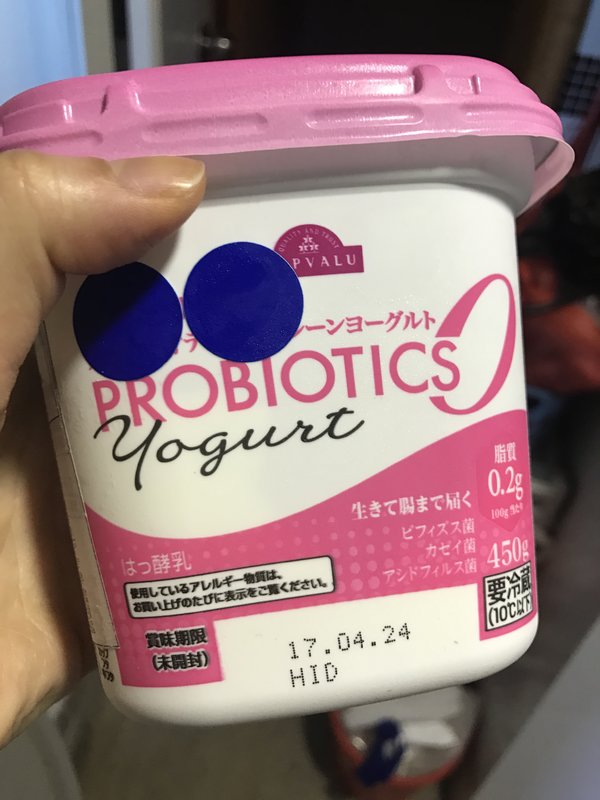 QUALITY AND TRUST
PVALU
レーンヨーグルト
PROBIOTICS 0
Yogurt
脂質
0.2g
100g当たり
生きて腸まで届く
ビフィズス菌
カゼイ菌
アシドフィルス菌
450g
はっ酵乳
使用しているアレルギー物質は、
お買い上げのたびに表示をご覧ください。
要冷蔵
(10℃以下)
賞味期限
(未開封)
17.04.24
HID